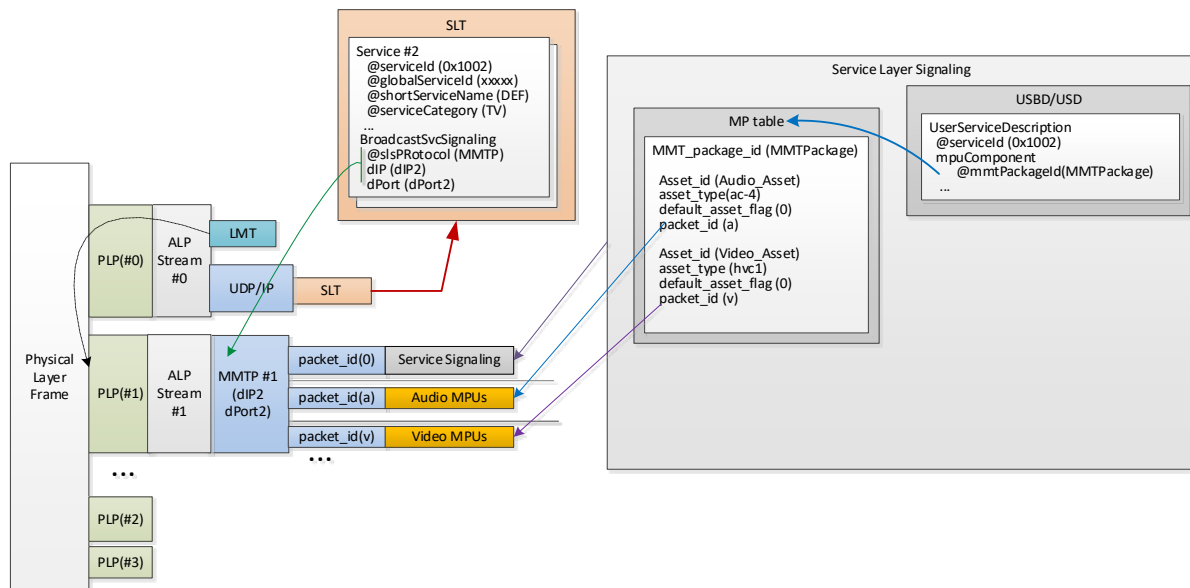 SLT
Service #2
@serviceId (0x1002)
@globalServiceId (xxxxx)
@shortServiceName (DEF)
@serviceCategory (TV)
...
BroadcastSvcSignaling
@slsPRotocol (MMTP)
dIP (dIP2)
dPort (dPort2)
Service Layer Signaling
MP table
MMT_package_id (MMTPackage)
Asset_id (Audio_Asset)
asset_type(ac-4)
default_asset_flag (0)
packet_id (a)
Asset_id (Video_Asset)
asset_type (hvc1)
default_asset_flag (0)
packet_id (v)
USBD/USD
UserServiceDescription
@serviceId (0x1002)
mpuComponent
@mmtPackageId(MMTPackage)
...
Physical
Layer
Frame
PLP(#0)
ALP
Stream
#0
LMT
UDP/IP
SLT
PLP(#1)
ALP
Stream
#1
MMTP #1
(dIP2
dPort2)
packet_id(0)
Service Signaling
packet_id(a)
Audio MPUs
packet_id(v)
Video MPUs
...
...
PLP(#2)
PLP(#3)